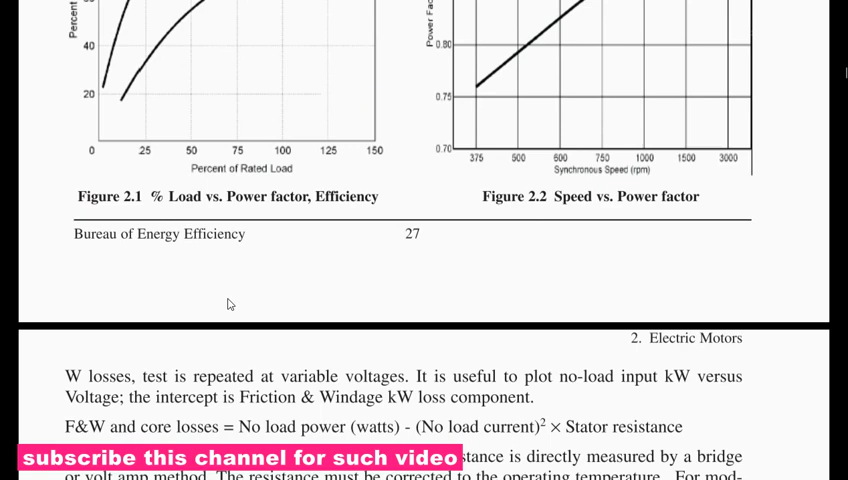 Percent
40
20
0 25 50 75 100 125 150
Percent of Rated Load
Figure 2.1 % Load vs. Power factor, Efficiency
Power Fac
0.80
0.75
0.70
375 500 600 750 1000 1500 3000
Synchronous Speed (rpm)
Figure 2.2 Speed vs. Power factor
Bureau of Energy Efficiency 27
2. Electric Motors
W losses, test is repeated at variable voltages. It is useful to plot no-load input kW versus
Voltage; the intercept is Friction & Windage kW loss component.
F&W and core losses = No load power (watts) - (No load current)² × Stator resistance
subscribe this channel for such video
stance is directly measured by a bridge
or volt amp method. The resistance must be corrected to the operating temperature. For mod-